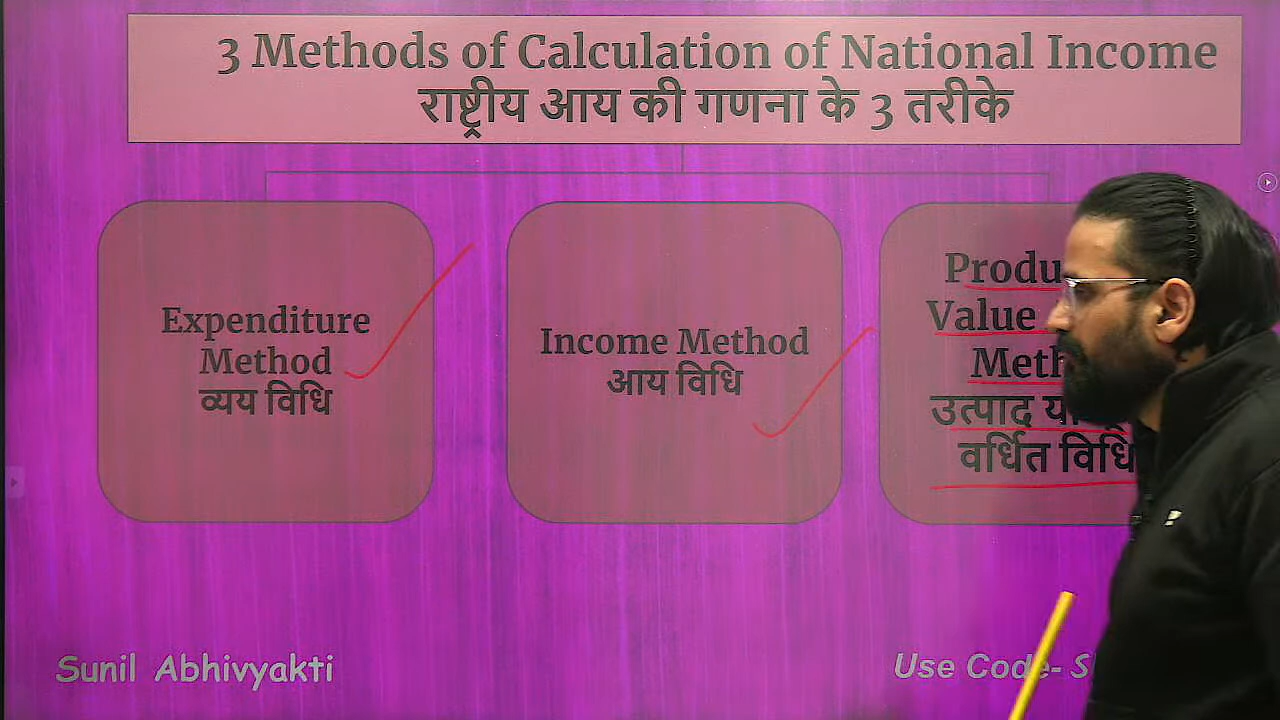 3 Methods of Calculation of National Income
राष्ट्रीय आय की गणना के 3 तरीके
Expenditure
Method
व्यय विधि
Income Method
आय विधि
Value
उत्पाद
वर्धित विधि
Sunil Abhivyakti
Use Code- S